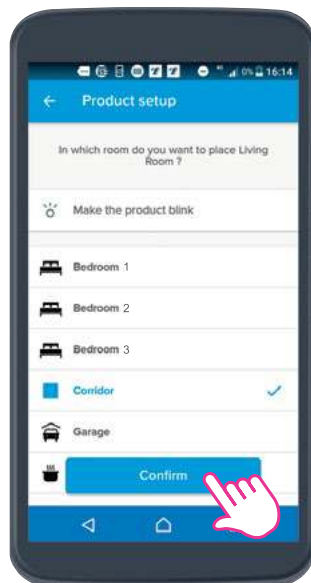 0% 16:14
Product setup
In which room do you want to place Living
Room ?
Make the product blink
Bedroom 1
Bedroom 2
Bedroom 3
Corridor
Garage
Confirm